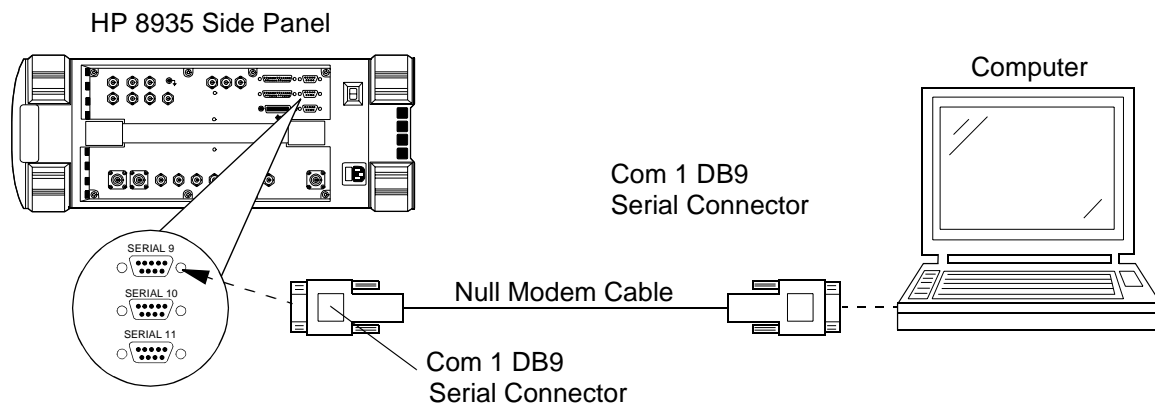 HP 8935 Side Panel
Computer
Com 1 DB9
Serial Connector
SERIAL 9
SERIAL 10
SERIAL 11
Null Modem Cable
Com 1 DB9
Serial Connector